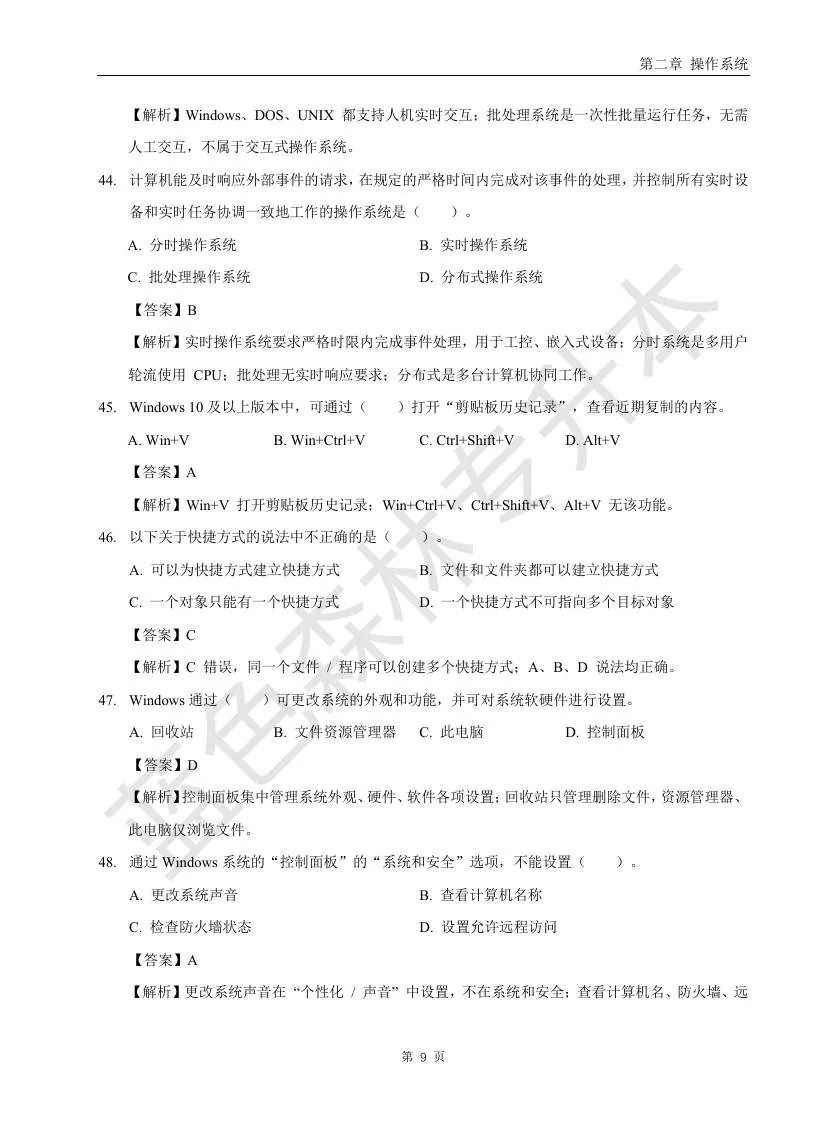 第二章 操作系统
【解析】Windows、DOS、UNIX 都支持人机实时交互；批处理系统是一次性批量运行任务，无需
人工交互，不属于交互式操作系统。
44. 计算机能及时响应外部事件的请求，在规定的严格时间内完成对该事件的处理，并控制所有实时设
备和实时任务协调一致地工作的操作系统是（　　）。
A. 分时操作系统 B. 实时操作系统
C. 批处理操作系统 D. 分布式操作系统
【答案】B
【解析】实时操作系统要求严格时限内完成事件处理，用于工控、嵌入式设备；分时系统是多用户
轮流使用 CPU；批处理无实时响应要求；分布式是多台计算机协同工作。
45. Windows 10 及以上版本中，可通过（　　）打开“剪贴板历史记录”，查看近期复制的内容。
A. Win+V B. Win+Ctrl+V C. Ctrl+Shift+V D. Alt+V
【答案】A
【解析】Win+V 打开剪贴板历史记录；Win+Ctrl+V、Ctrl+Shift+V、Alt+V 无该功能。
46. 以下关于快捷方式的说法中不正确的是（　　）。
A. 可以为快捷方式建立快捷方式 B. 文件和文件夹都可以建立快捷方式
C. 一个对象只能有一个快捷方式 D. 一个快捷方式不可指向多个目标对象
【答案】C
【解析】C 错误，同一个文件 / 程序可以创建多个快捷方式；A、B、D 说法均正确。
47. Windows 通过（　　）可更改系统的外观和功能，并可对系统软硬件进行设置。
A. 回收站 B. 文件资源管理器 C. 此电脑 D. 控制面板
【答案】D
【解析】控制面板集中管理系统外观、硬件、软件各项设置；回收站只管理删除文件，资源管理器、
此电脑仅浏览文件。
48. 通过 Windows 系统的“控制面板”的“系统和安全”选项，不能设置（　　）。
A. 更改系统声音 B. 查看计算机名称
C. 检查防火墙状态 D. 设置允许远程访问
【答案】A
【解析】更改系统声音在 “个性化 / 声音” 中设置，不在系统和安全；查看计算机名、防火墙、远
第 9 页
蓝色森林专升本